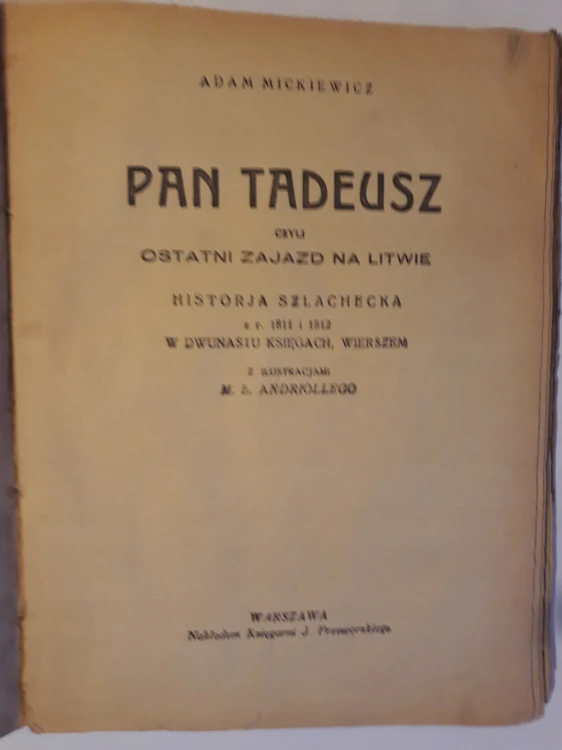 ADAM MICKIEWICZ
PAN TADEUSZ
CZYLI
OSTATNI ZAJAZD NA LITWIE
HISTORJA SZLACHECKA
z r. 1811 i 1812
W DWUNASTU KSIĘGACH, WIERSZEM
Z ILUSTRACJAMI
M. E. ANDRIOLLEGO
WARSZAWA
Nakładem Księgarni J. Przeworskiego